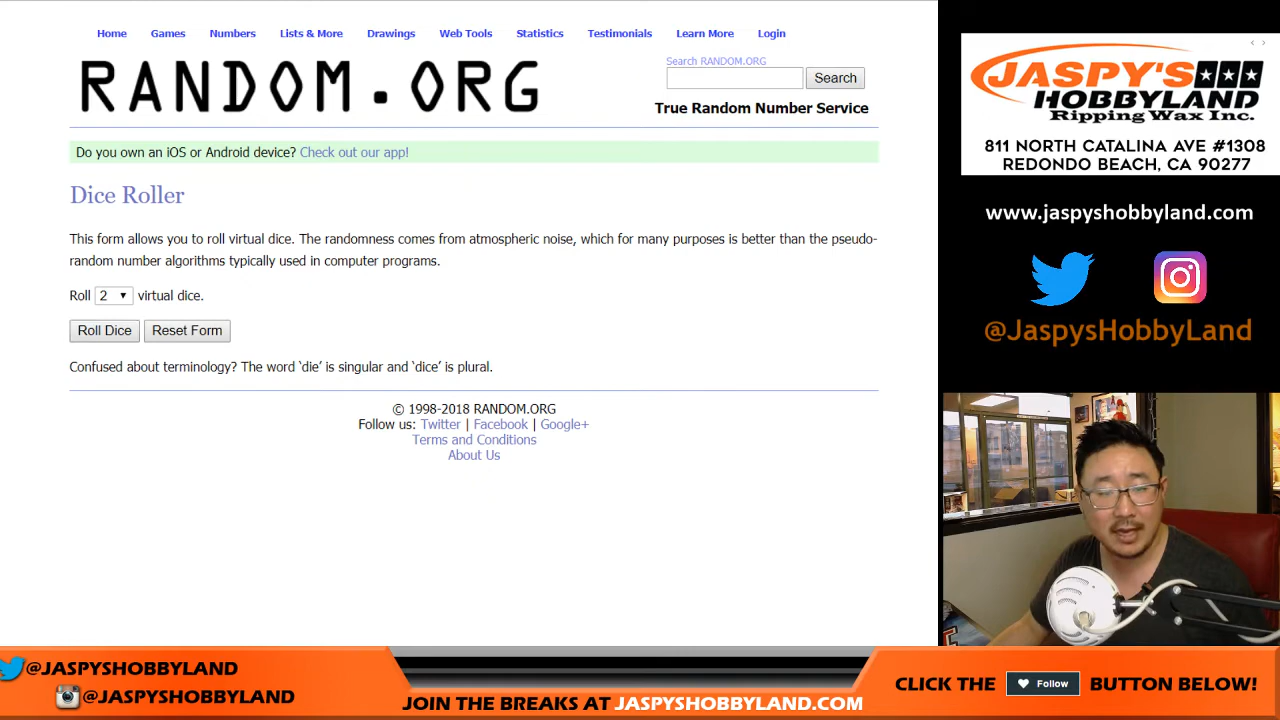 Home Games Numbers Lists & More Drawings Web Tools Statistics Testimonials Learn More Login
RANDOM.ORG
Search RANDOM.ORG
Search
True Random Number Service
Do you own an iOS or Android device? Check out our app!
Dice Roller
This form allows you to roll virtual dice. The randomness comes from atmospheric noise, which for many purposes is better than the pseudo-
random number algorithms typically used in computer programs.
Roll 2 virtual dice.
Roll Dice Reset Form
Confused about terminology? The word ‘die’ is singular and ‘dice’ is plural.
© 1998-2018 RANDOM.ORG
Follow us: Twitter | Facebook | Google+
Terms and Conditions
About Us
JASPY'S
HOBBYLAND
Ripping Wax Inc.
811 NORTH CATALINA AVE #1308
REDONDO BEACH, CA 90277
www.jaspyshobbyland.com
@JaspysHobbyLand
@JASPYSHOBBYLAND
@JASPYSHOBBYLAND
JOIN THE BREAKS AT JASPYSHOBBYLAND.COM
CLICK THE Follow BUTTON BELOW!